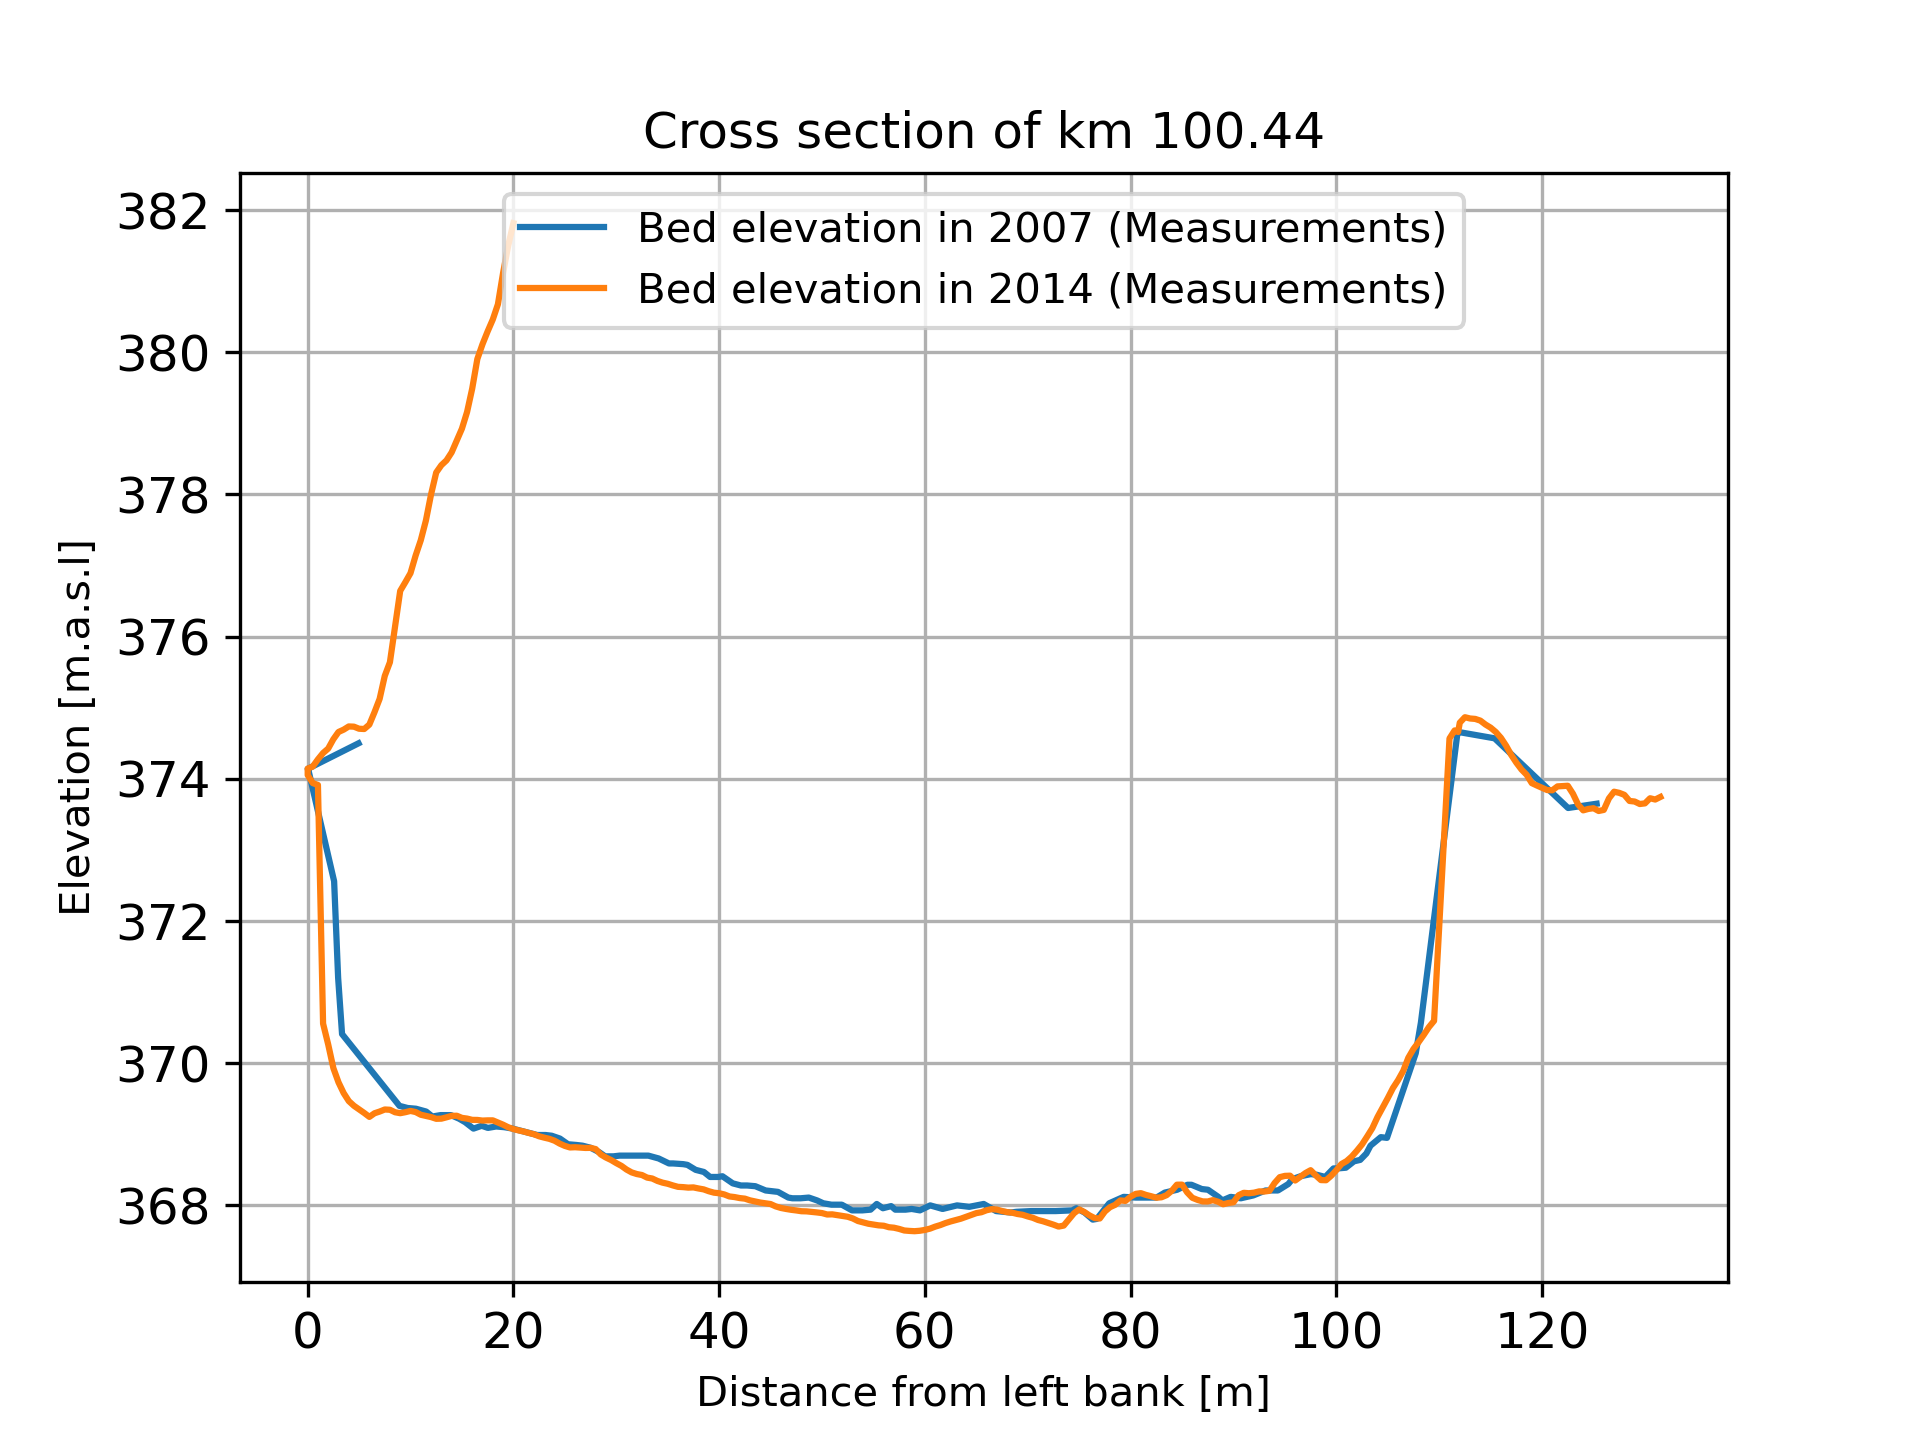 Cross section of km 100.44
Bed elevation in 2007 (Measurements)
Bed elevation in 2014 (Measurements)
Elevation [m.a.s.l]
382
380
378
376
374
372
370
368
0 20 40 60 80 100 120
Distance from left bank [m]